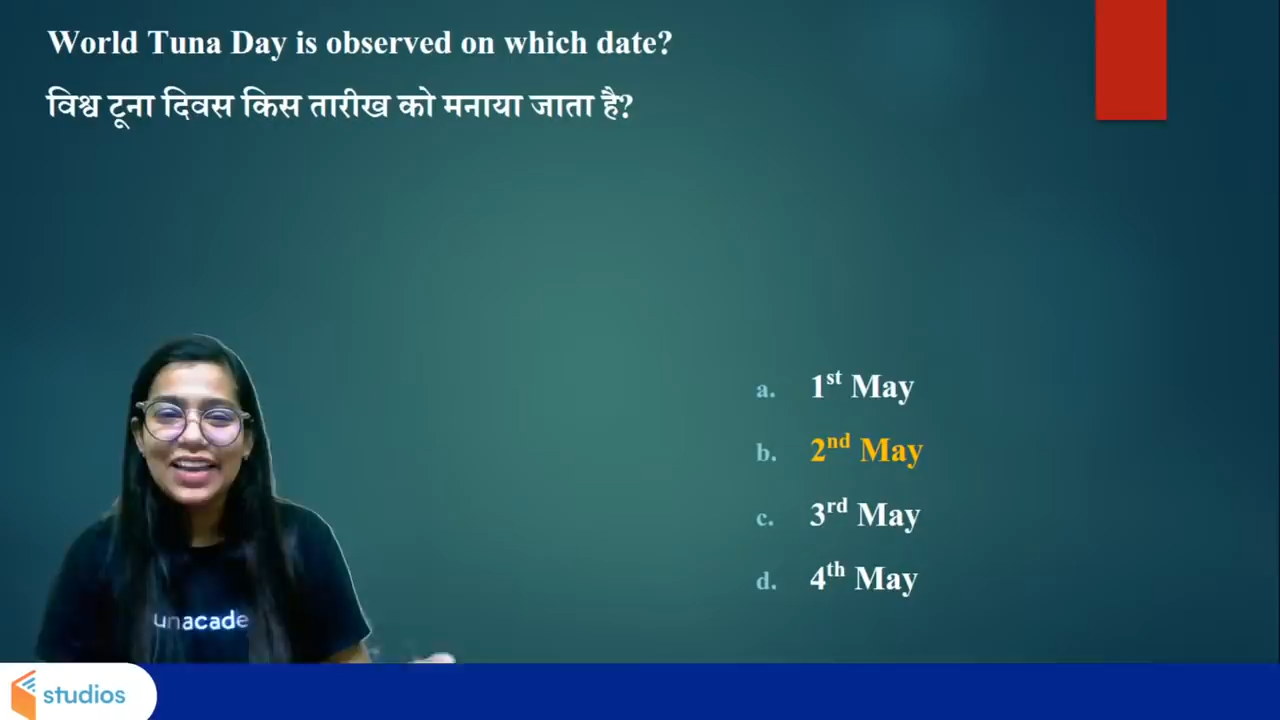 World Tuna Day is observed on which date?
विश्व टूना दिवस किस तारीख को मनाया जाता है?
a. 1st May
b. 2nd May
c. 3rd May
d. 4th May
unacade
studios